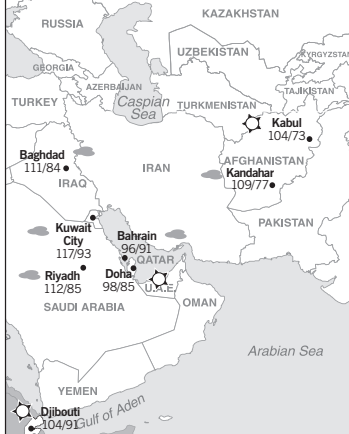 KAZAKHSTAN
RUSSIA
UZBEKISTAN
KYRGYZSTAN
GEORGIA
AZERBAIJAN
TAJIKISTAN
TURKEY
Caspian
Sea
TURKMENISTAN
Kabul
104/73
Baghdad
111/84
IRAN
AFGHANISTAN
Kandahar
109/77
IRAQ
PAKISTAN
Kuwait
City
117/93
Bahrain
96/91
QATAR
Riyadh
112/85
Doha
98/85
U.A.E.
SAUDI ARABIA
OMAN
Arabian Sea
YEMEN
Djibouti
104/91
Gulf of Aden